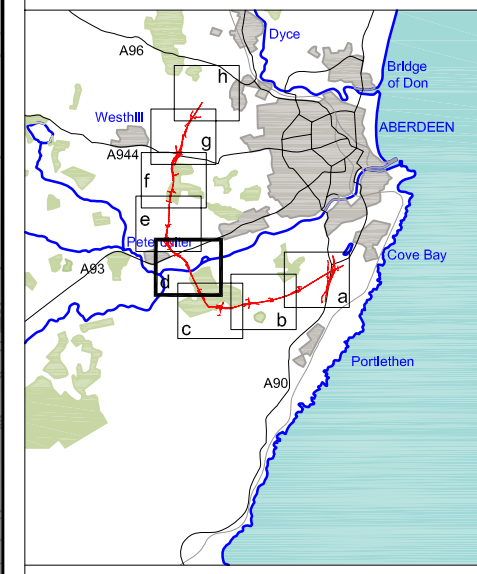 Dyce
A96
Bridge
of Don
h
Westhill
ABERDEEN
g
A944
f
e
Peterculter
Cove Bay
A93
d
a
b
c
Portlethen
A90